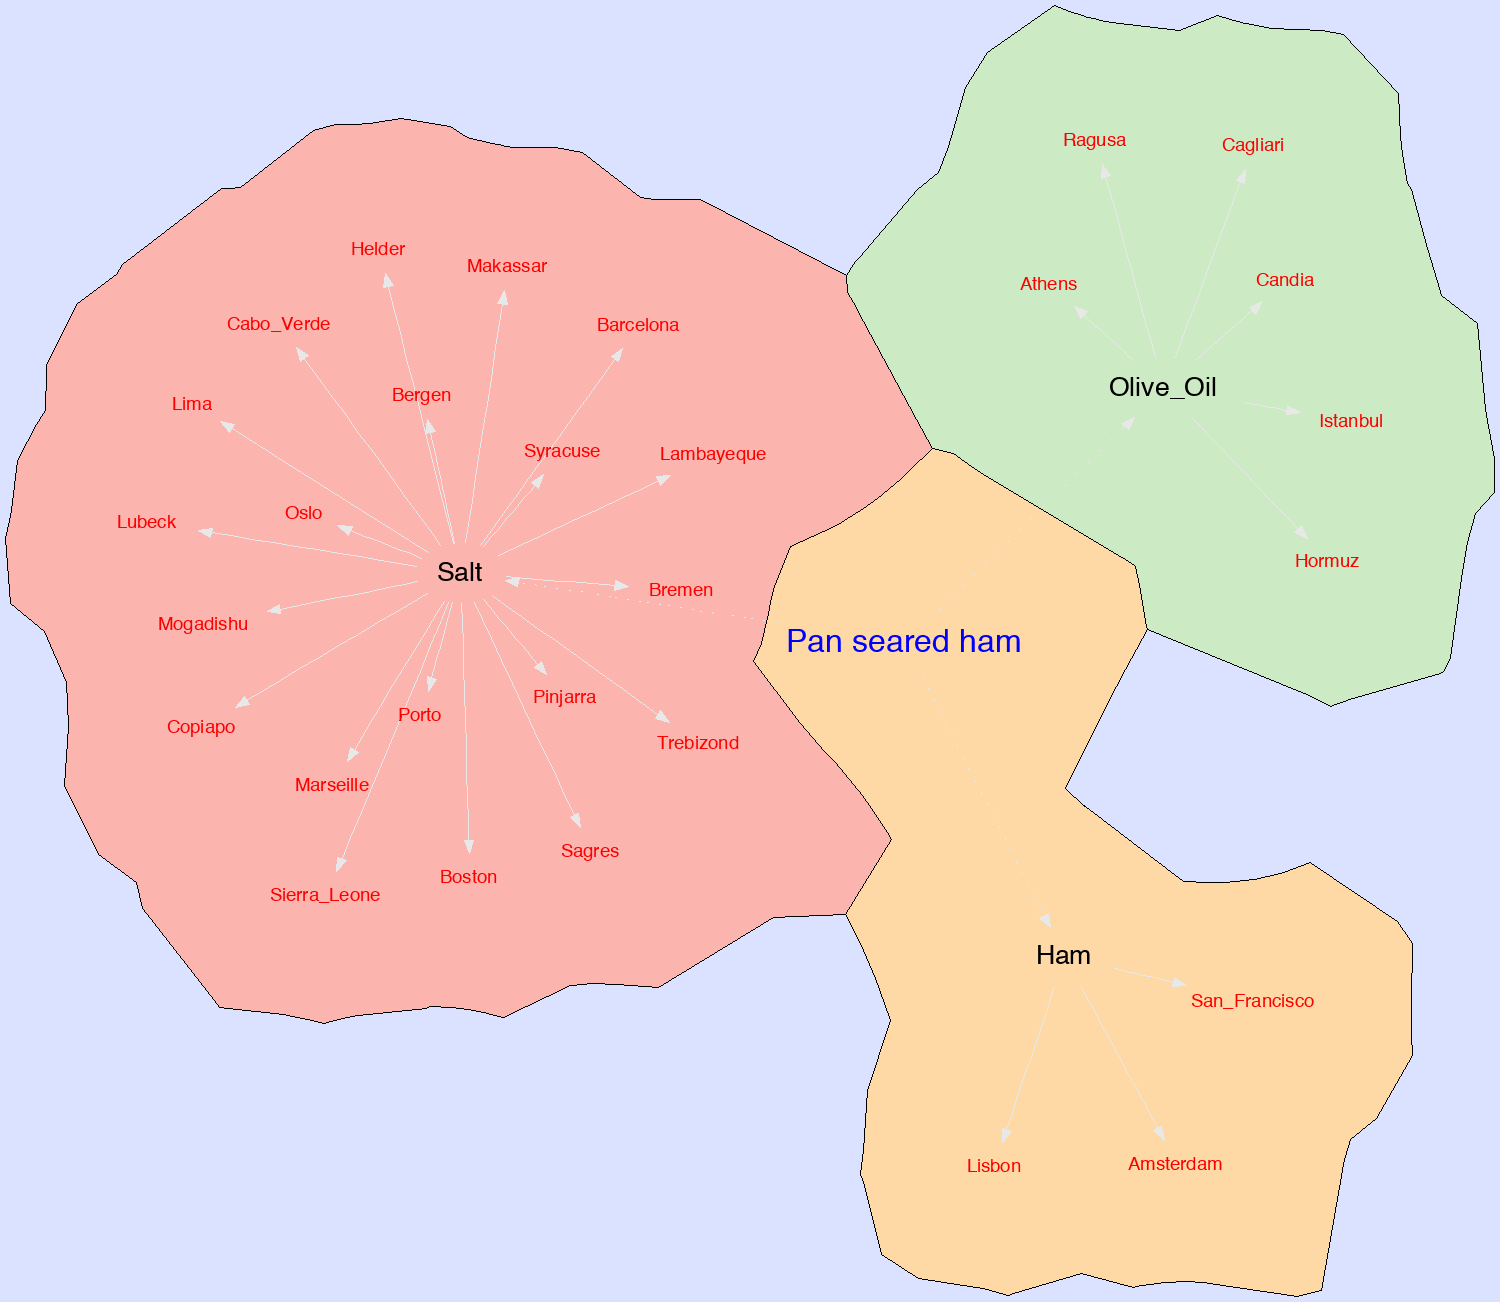 Ragusa
Cagliari
Helder
Makassar
Athens
Candia
Cabo_Verde
Barcelona
Olive_Oil
Lima
Bergen
Istanbul
Syracuse
Lambayeque
Lubeck
Oslo
Hormuz
Salt
Bremen
Mogadishu
Pan seared ham
Pinjarra
Copiapo
Porto
Trebizond
Marseille
Sagres
Boston
Sierra_Leone
Ham
San_Francisco
Lisbon
Amsterdam